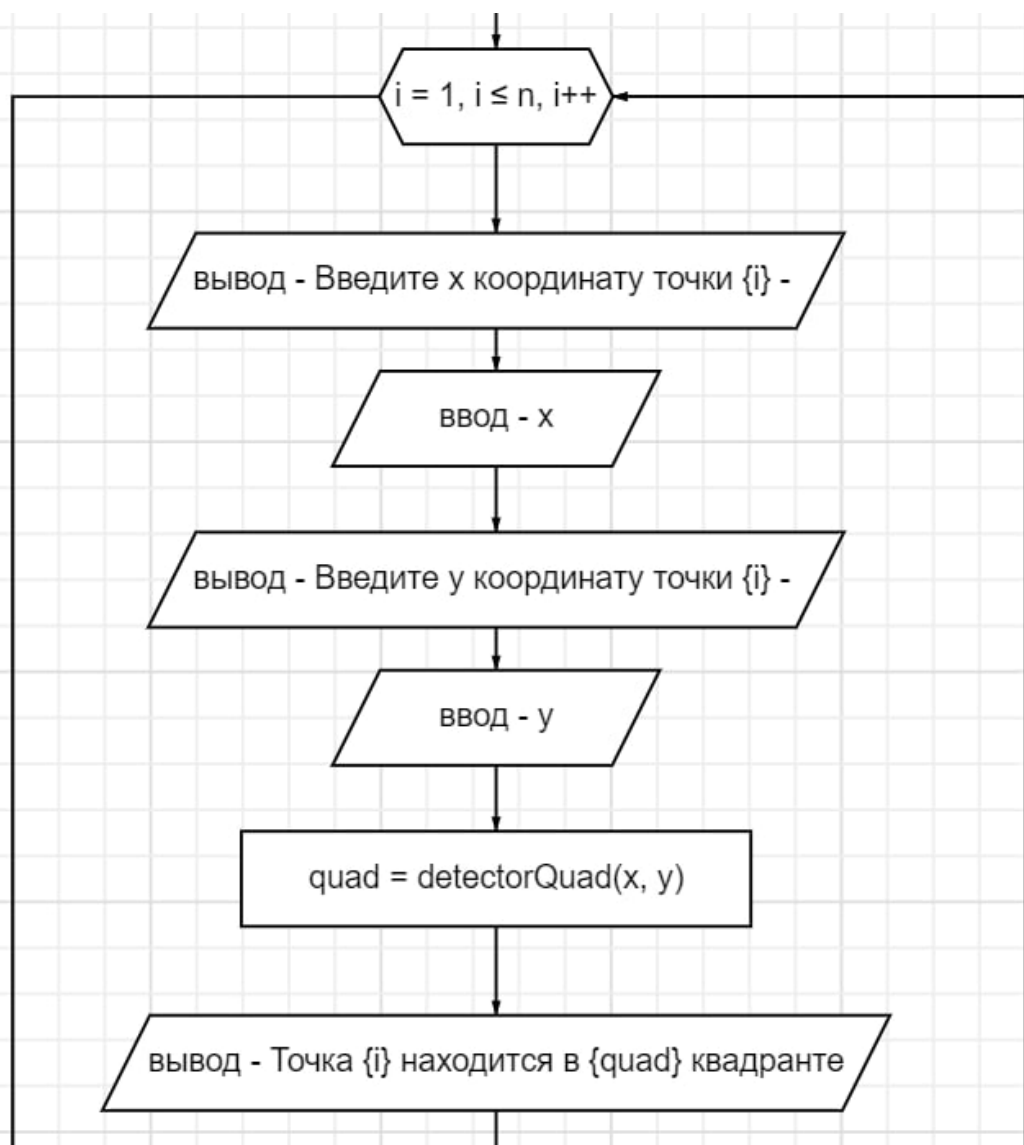 i = 1, i ≤ n, i++
вывод - Введите x координату точки {i} -
ввод - x
вывод - Введите y координату точки {i} -
ввод - y
quad = detectorQuad(x, y)
вывод - Точка {i} находится в {quad} квадранте